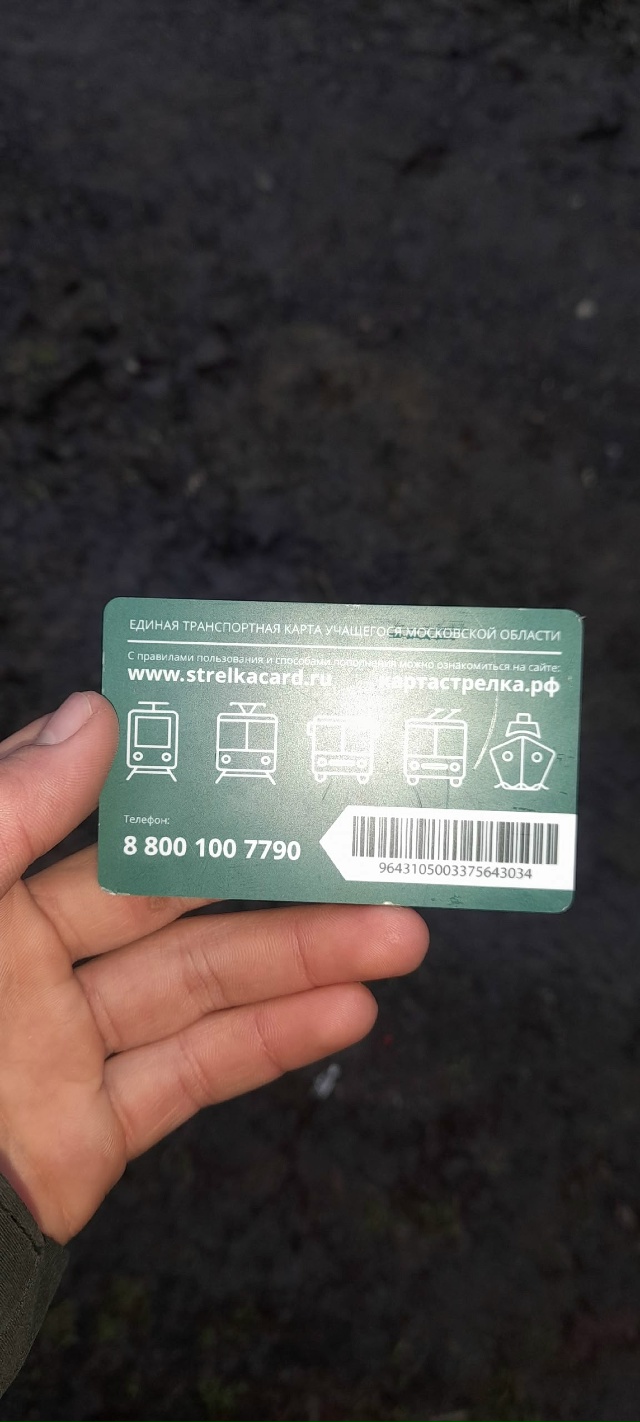 ЕДИНАЯ ТРАНСПОРТНАЯ КАРТА УЧАЩЕГОСЯ МОСКОВСКОЙ ОБЛАСТИ
С правилами пользования и способами пополнения можно ознакомиться на сайте:
www.strelkacard.ru картастрелка.рф
Телефон:
8 800 100 7790
9643105003375643034